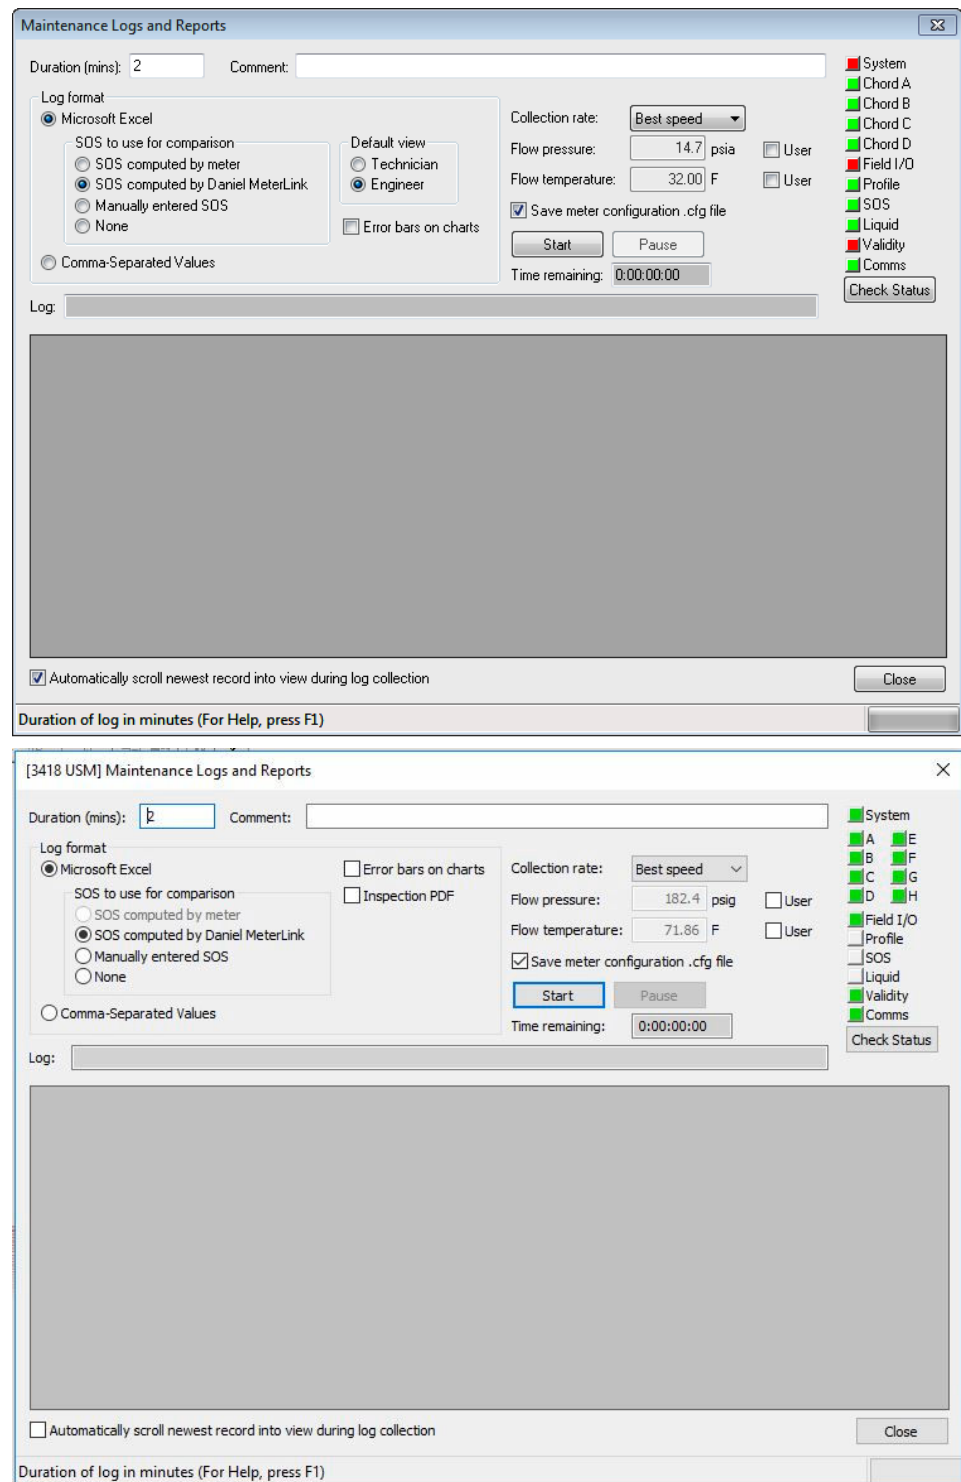 Maintenance Logs and Reports
Duration (mins): 2 Comment:
System
Chord A
Chord B
Chord C
Chord D
Field I/O
Profile
SOS
Liquid
Validity
Comms
Check Status
Log format
Microsoft Excel
SOS to use for comparison
SOS computed by meter
SOS computed by Daniel MeterLink
Manually entered SOS
None
Default view
Technician
Engineer
Error bars on charts
Comma-Separated Values
Collection rate: Best speed
Flow pressure: 14.7 psia User
Flow temperature: 32.00 F User
Save meter configuration .cfg file
Start Pause
Time remaining: 0:00:00:00
Log:
Automatically scroll newest record into view during log collection
Close
Duration of log in minutes (For Help, press F1)
[3418 USM] Maintenance Logs and Reports
Duration (mins): 2 Comment:
System
A E
B F
C G
D H
Field I/O
Profile
SOS
Liquid
Validity
Comms
Check Status
Log format
Microsoft Excel
SOS to use for comparison
SOS computed by meter
SOS computed by Daniel MeterLink
Manually entered SOS
None
Error bars on charts
Inspection PDF
Comma-Separated Values
Collection rate: Best speed
Flow pressure: 182.4 psig User
Flow temperature: 71.86 F User
Save meter configuration .cfg file
Start Pause
Time remaining: 0:00:00:00
Log:
Automatically scroll newest record into view during log collection
Close
Duration of log in minutes (For Help, press F1)